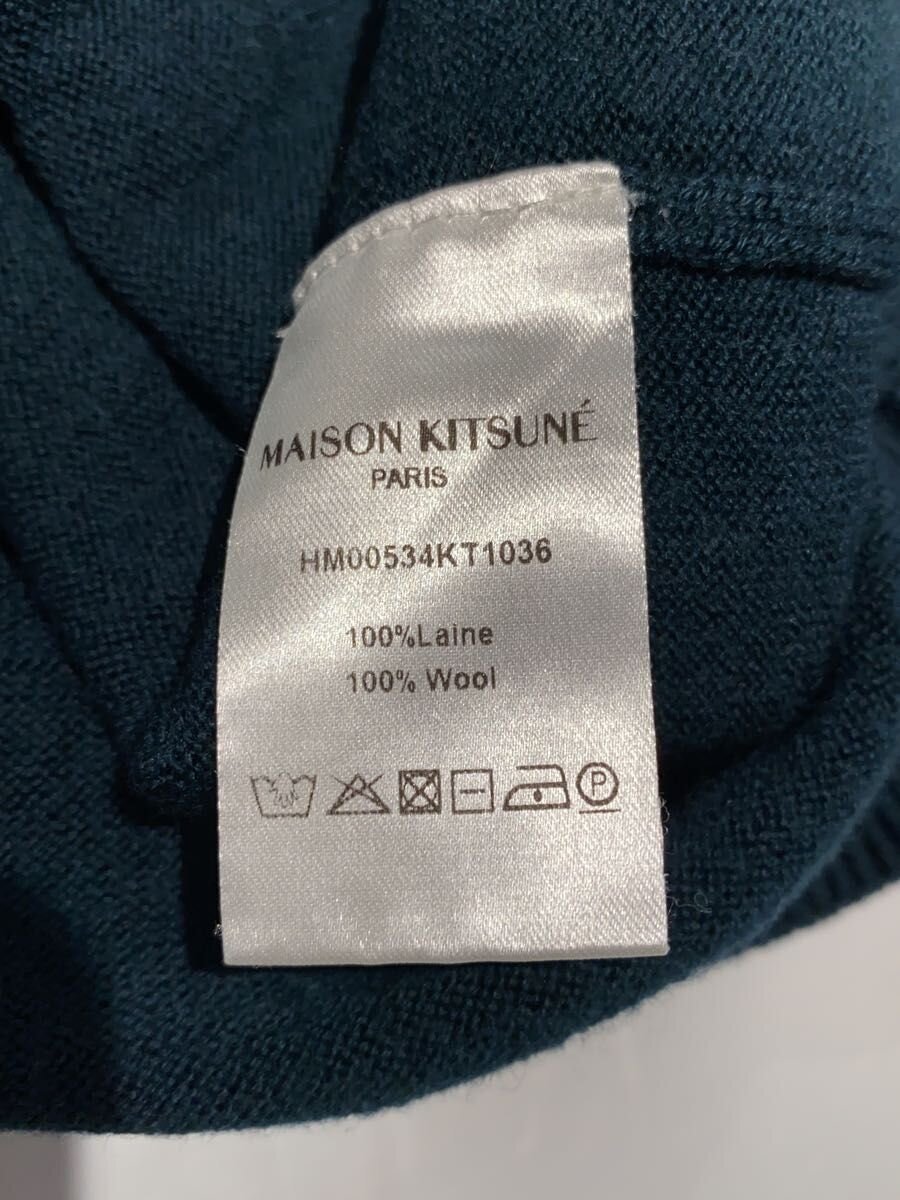 MAISON KITSUNÉ
PARIS
HM00534KT1036
100%Laine
100% Wool
P